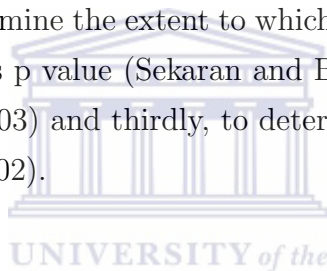 mine the extent to which
s p value (Sekaran and
03) and thirdly, to deter
02).
UNIVERSITY of the